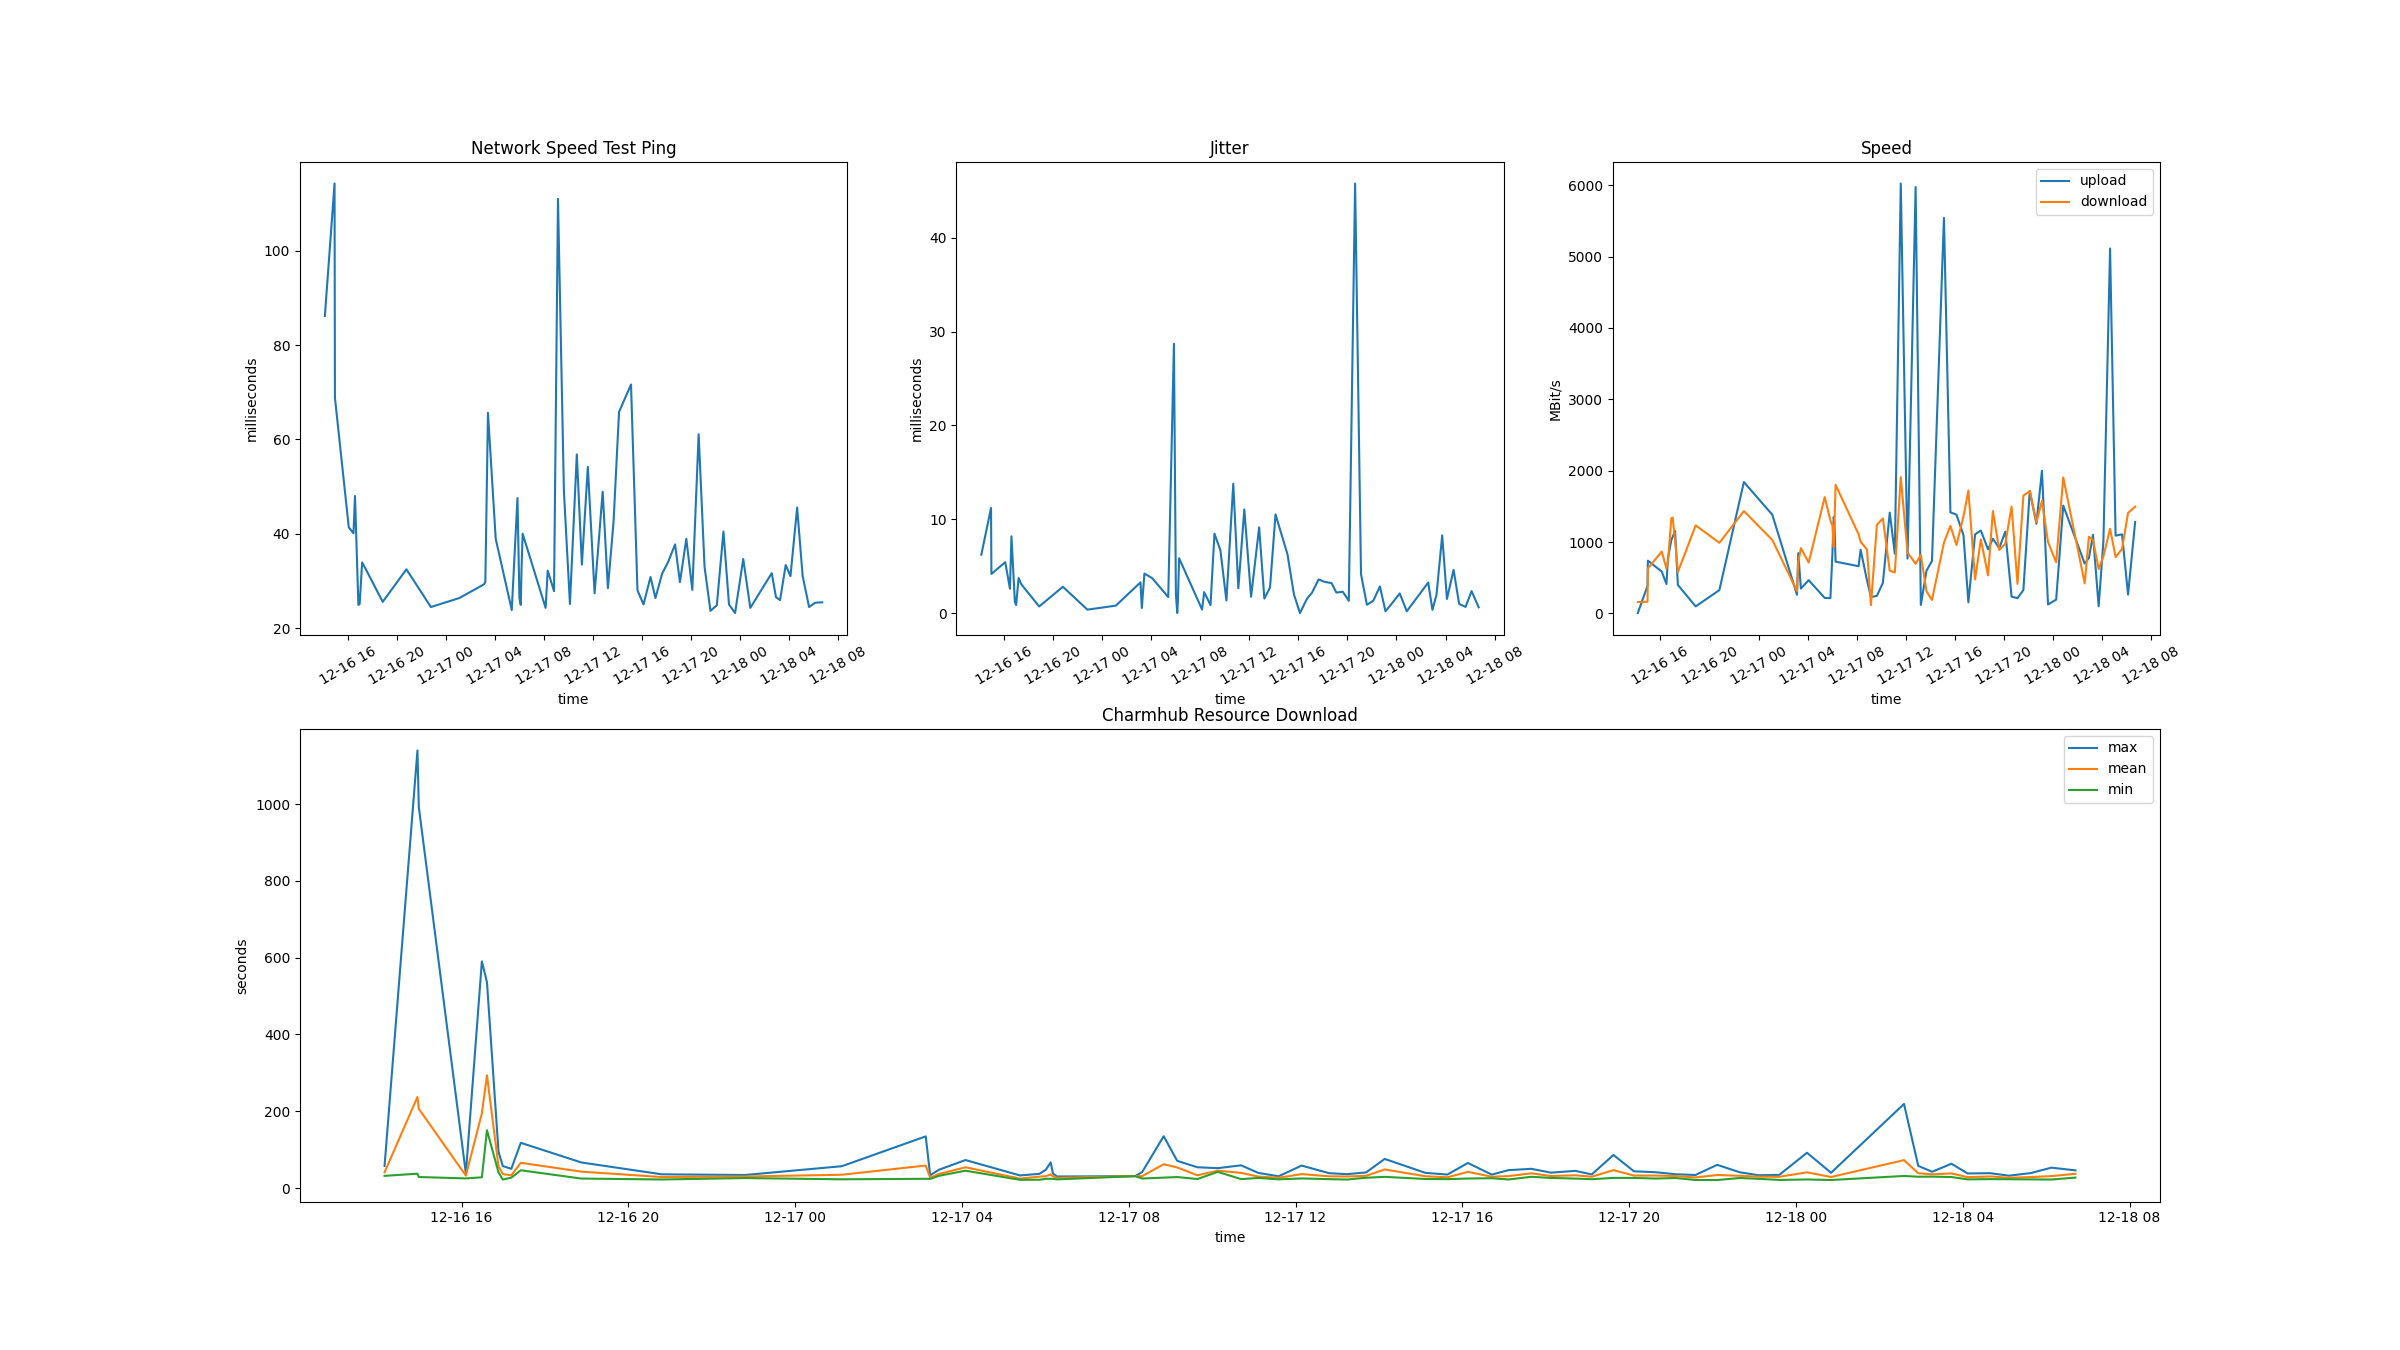 Network Speed Test Ping
milliseconds
100
80
60
40
20
12-16 16 12-16 20 12-17 00 12-17 04 12-17 08 12-17 12 12-17 16 12-17 20 12-18 00 12-18 04 12-18 08
time
Jitter
milliseconds
40
30
20
10
0
12-16 16 12-16 20 12-17 00 12-17 04 12-17 08 12-17 12 12-17 16 12-17 20 12-18 00 12-18 04 12-18 08
time
Speed
upload
download
MBit/s
6000
5000
4000
3000
2000
1000
0
12-16 16 12-16 20 12-17 00 12-17 04 12-17 08 12-17 12 12-17 16 12-17 20 12-18 00 12-18 04 12-18 08
time
Charmhub Resource Download
max
mean
min
seconds
1000
800
600
400
200
0
12-16 16 12-16 20 12-17 00 12-17 04 12-17 08 12-17 12 12-17 16 12-17 20 12-18 00 12-18 04 12-18 08
time